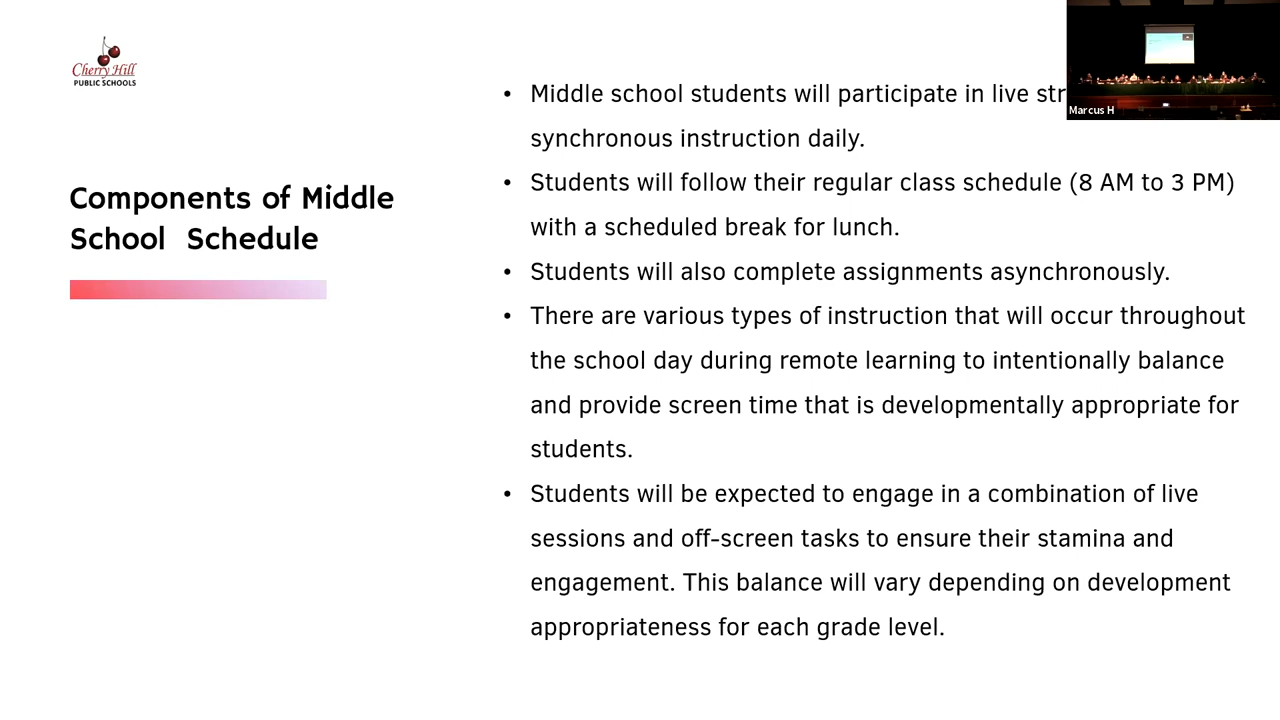 Cherry Hill
PUBLIC SCHOOLS
Components of Middle
School Schedule
• Middle school students will participate in live
synchronous instruction daily.
• Students will follow their regular class schedule (8 AM to 3 PM)
with a scheduled break for lunch.
• Students will also complete assignments asynchronously.
• There are various types of instruction that will occur throughout
the school day during remote learning to intentionally balance
and provide screen time that is developmentally appropriate for
students.
• Students will be expected to engage in a combination of live
sessions and off-screen tasks to ensure their stamina and
engagement. This balance will vary depending on development
appropriateness for each grade level.
Marcus H